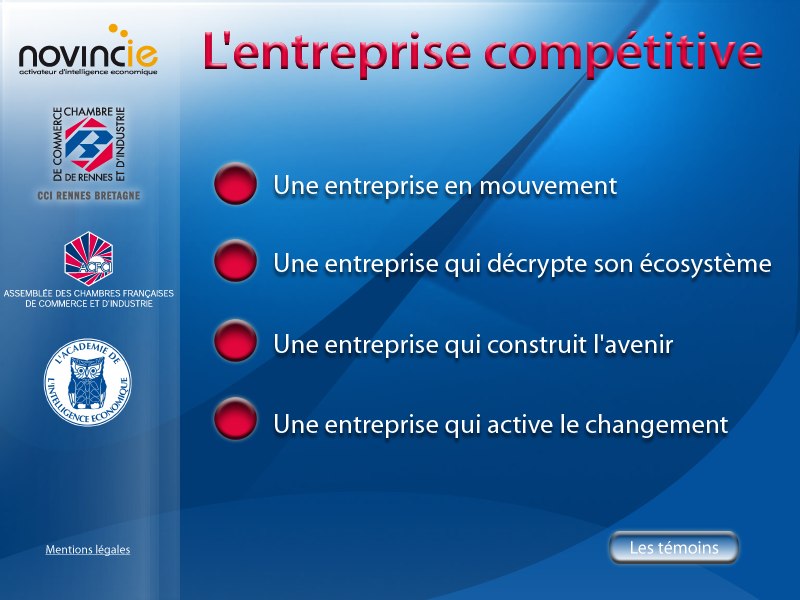 novincie
activateur d'intelligence economique
L'entreprise compétitive
CHAMBRE
DE COMMERCE
ET D'INDUSTRIE
DE RENNES
CCI RENNES BRETAGNE
Une entreprise en mouvement
Une entreprise qui décrypte son écosystème
ACFCI
ASSEMBLÉE DES CHAMBRES FRANÇAISES
DE COMMERCE ET D'INDUSTRIE
Une entreprise qui construit l'avenir
L'ACADEMIE DE
L'INTELLIGENCE ECONOMIQUE
Une entreprise qui active le changement
Mentions légales
Les témoins